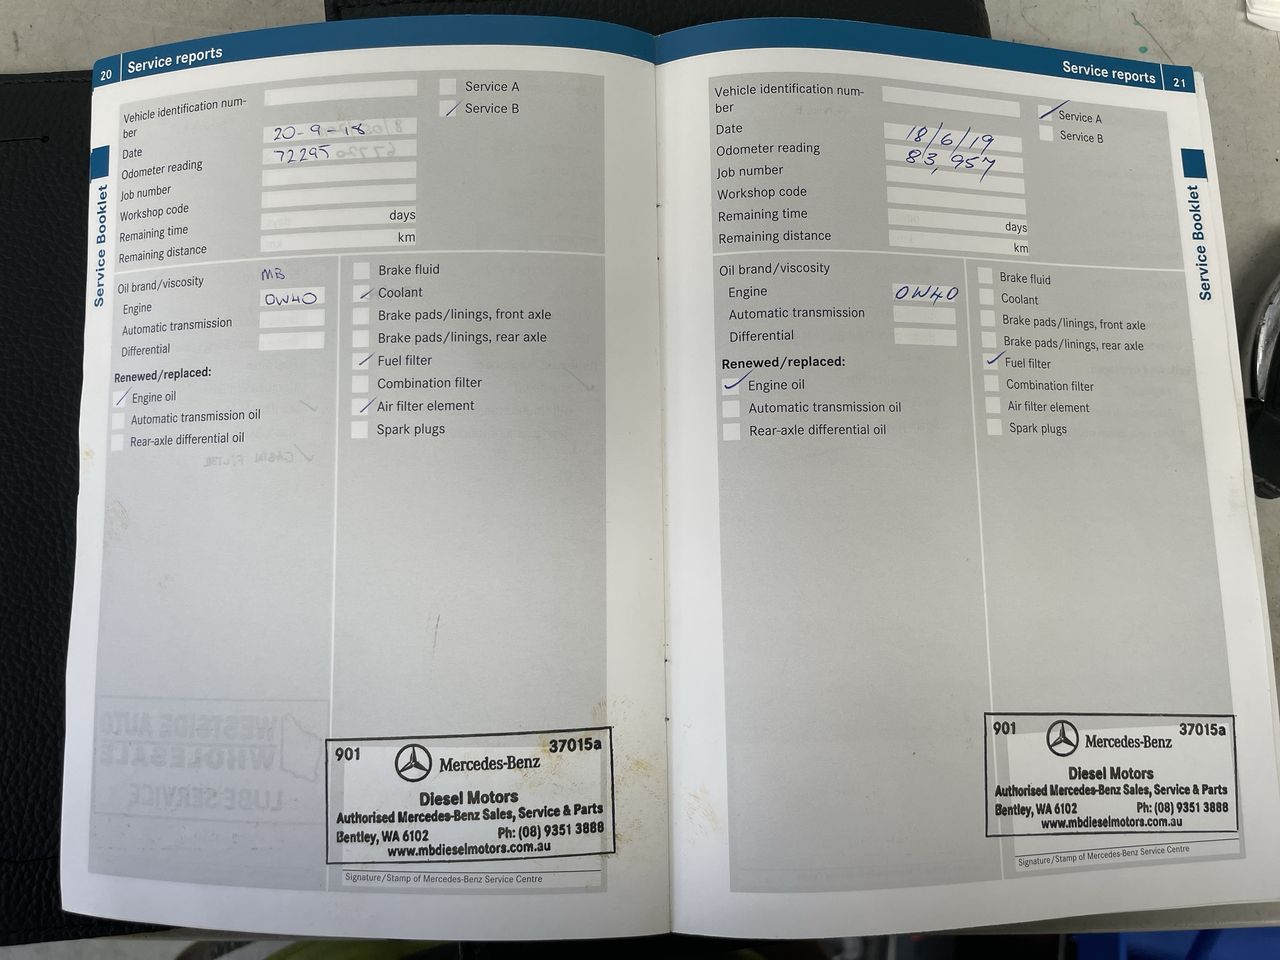 20 Service reports
Vehicle identification num-
ber
Date 20-9-18
Odometer reading 72295
Job number
Workshop code
Remaining time days
Remaining distance km
Service A
Service B
Oil brand/viscosity MB
Engine 0W40
Automatic transmission
Differential
Renewed/replaced:
Engine oil
Automatic transmission oil
Rear-axle differential oil
Brake fluid
Coolant
Brake pads/linings, front axle
Brake pads/linings, rear axle
Fuel filter
Combination filter
Air filter element
Spark plugs
901 37015a
Mercedes-Benz
Diesel Motors
Authorised Mercedes-Benz Sales, Service & Parts
Bentley, WA 6102 Ph: (08) 9351 3888
www.mbdieselmotors.com.au
Signature/Stamp of Mercedes-Benz Service Centre
Service Booklet
Service reports 21
Vehicle identification num-
ber
Date 18/6/19
Odometer reading 83,957
Job number
Workshop code
Remaining time days
Remaining distance km
Service A
Service B
Oil brand/viscosity
Engine 0W40
Automatic transmission
Differential
Renewed/replaced:
Engine oil
Automatic transmission oil
Rear-axle differential oil
Brake fluid
Coolant
Brake pads/linings, front axle
Brake pads/linings, rear axle
Fuel filter
Combination filter
Air filter element
Spark plugs
901 37015a
Mercedes-Benz
Diesel Motors
Authorised Mercedes-Benz Sales, Service & Parts
Bentley, WA 6102 Ph: (08) 9351 3888
www.mbdieselmotors.com.au
Signature/Stamp of Mercedes-Benz Service Centre
Service Booklet